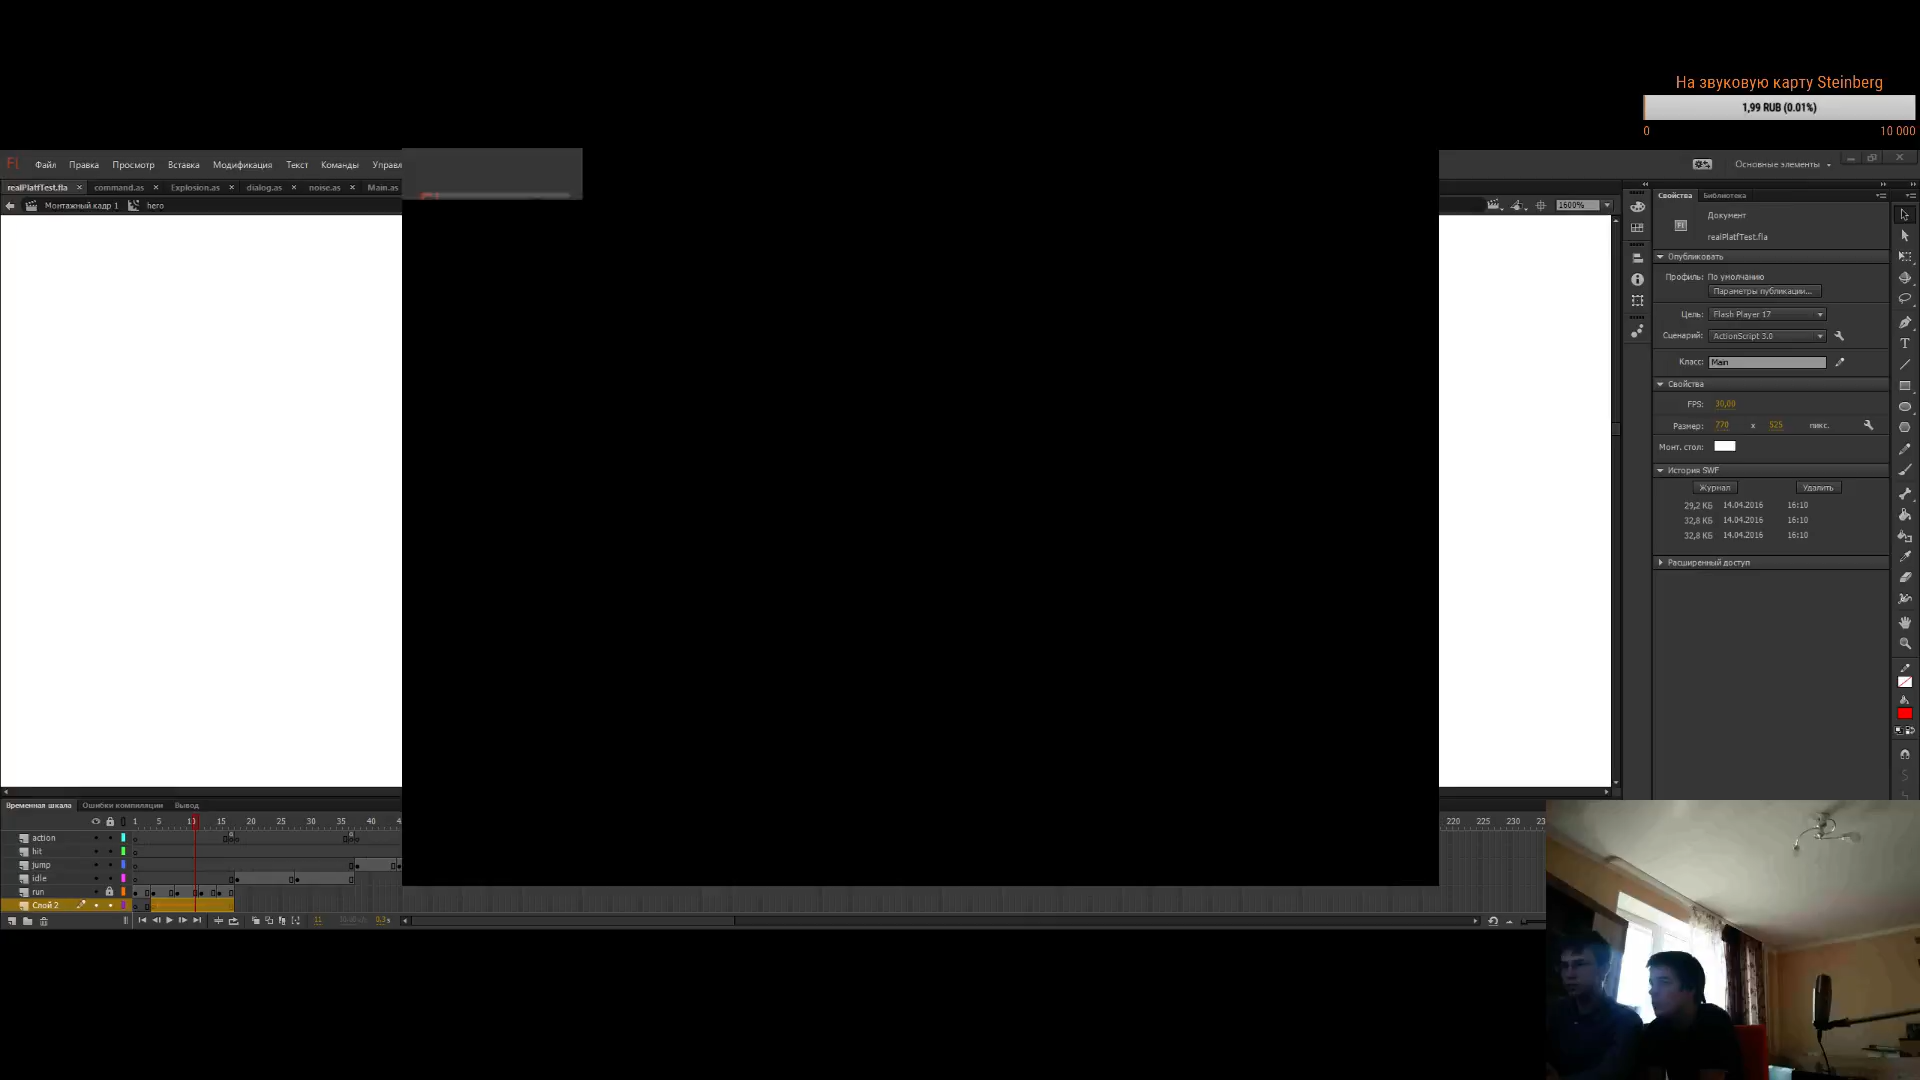 На звуковую карту Steinberg
1,99 RUB (0.01%)
0 10 000
Fl Файл Правка Просмотр Вставка Модификация Текст Команды Управл
Основные элементы
realPlatfTest.fla × command.as × Explosion.as × dialog.as × noise.as × Main.as
Монтажный кадр 1 hero
1600%
Свойства Библиотека
Документ
realPlatfTest.fla
Опубликовать
Профиль: По умолчанию
Параметры публикации...
Цель: Flash Player 17
Сценарий: ActionScript 3.0
Класс: Main
Свойства
FPS: 30,00
Размер: 770 x 525 пикс.
Монт. стол:
История SWF
Журнал Удалить
29,2 КБ 14.04.2016 16:10
32,8 КБ 14.04.2016 16:10
32,8 КБ 14.04.2016 16:10
Расширенный доступ
Временная шкала Ошибки компиляции Вывод
1 5 10 15 20 25 30 35 40 220 225 230 23
action
hit
jump
idle
run
Слой 2
11